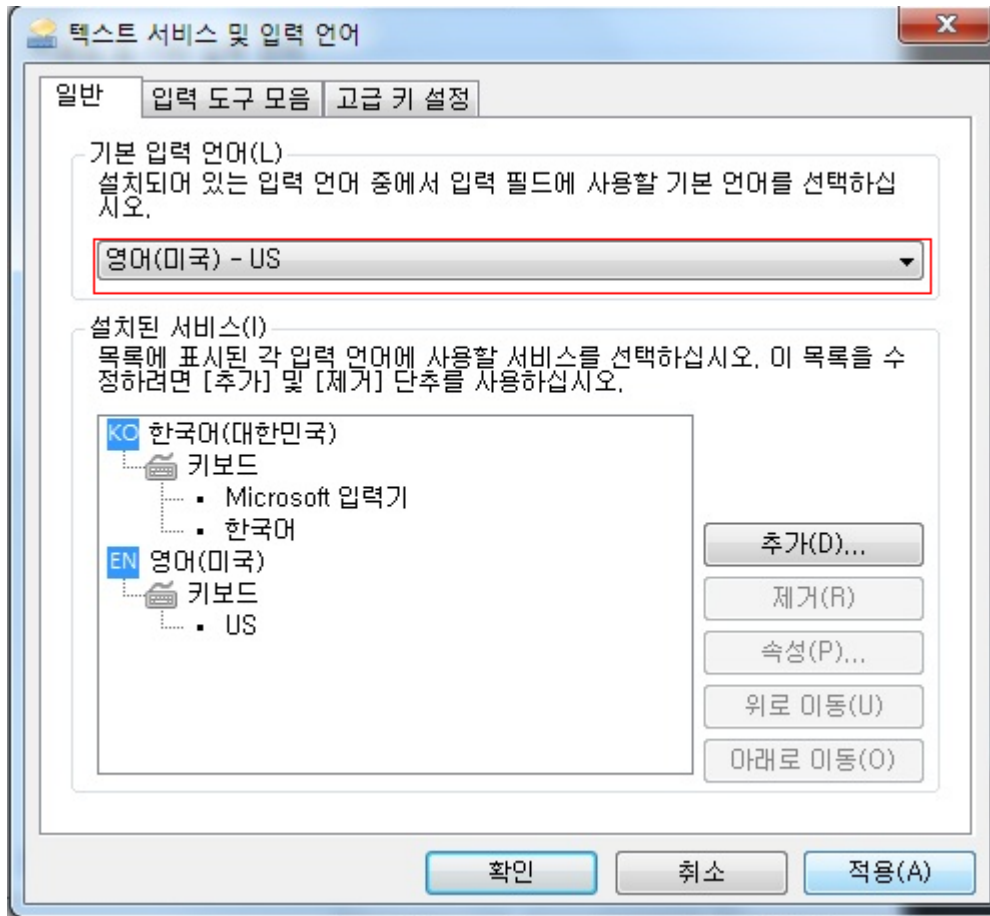 텍스트 서비스 및 입력 언어
일반
입력 도구 모음
고급 키 설정
기본 입력 언어(L)
설치되어 있는 입력 언어 중에서 입력 필드에 사용할 기본 언어를 선택하십
시오.
영어(미국) - US
설치된 서비스(I)
목록에 표시된 각 입력 언어에 사용할 서비스를 선택하십시오. 이 목록을 수
정하려면 [추가] 및 [제거] 단추를 사용하십시오.
KO 한국어(대한민국)
키보드
Microsoft 입력기
한국어
EN 영어(미국)
키보드
US
추가(D)...
제거(R)
속성(P)...
위로 이동(U)
아래로 이동(O)
확인
취소
적용(A)